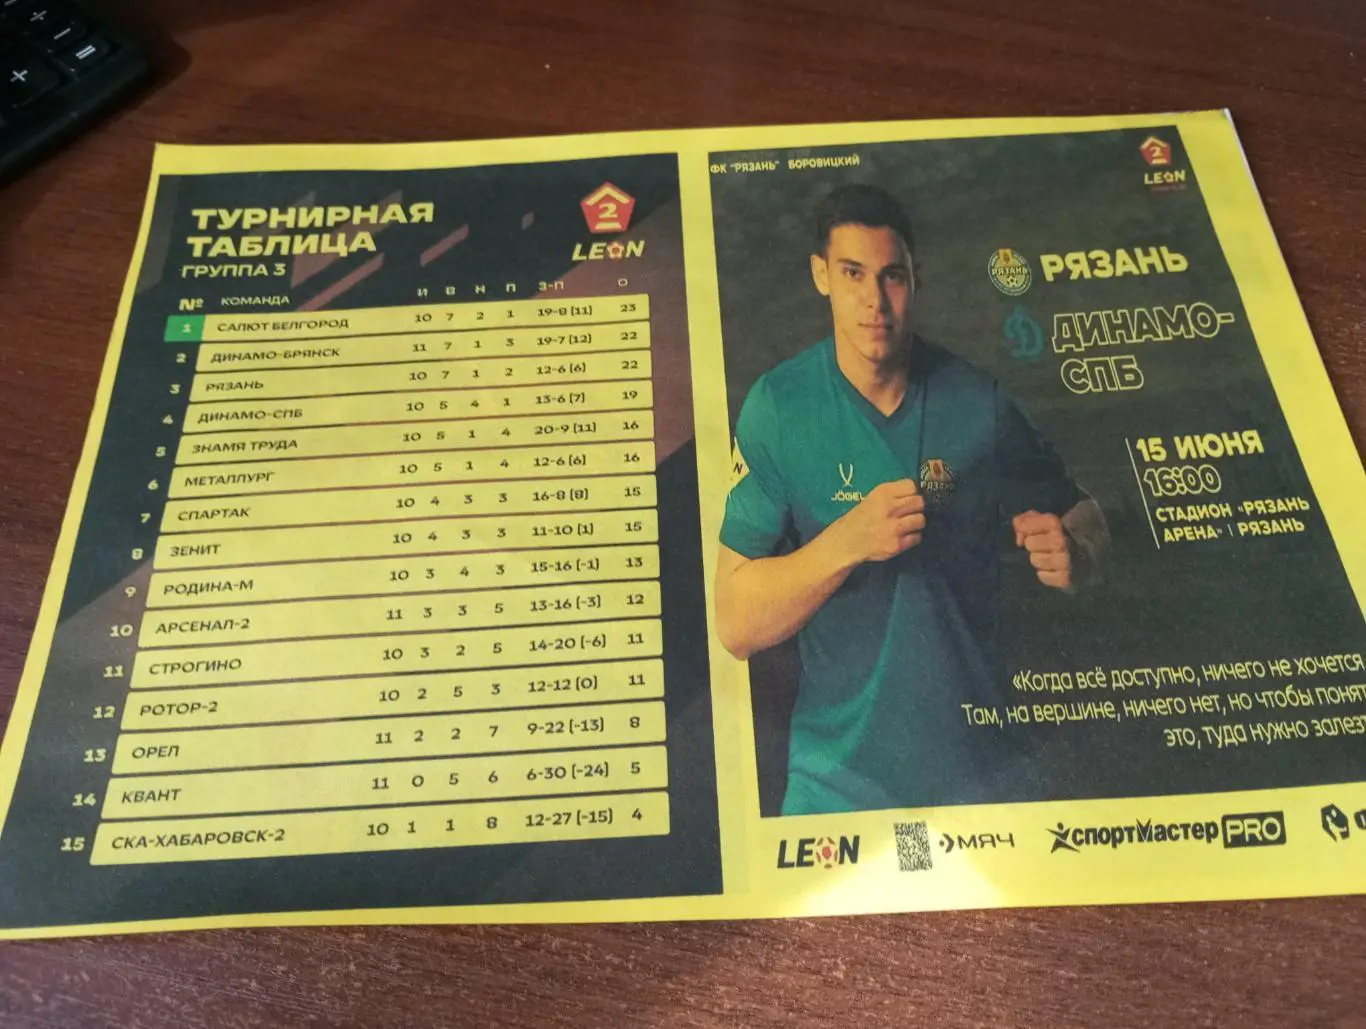 ТУРНИРНАЯ
ТАБЛИЦА
ГРУППА 3
2
LEON
№ КОМАНДА И В Н П З-П О
1 САЛЮТ БЕЛГОРОД 10 7 2 1 19-8 (11) 23
2 ДИНАМО-БРЯНСК 11 7 1 3 19-7 (12) 22
3 РЯЗАНЬ 10 7 1 2 12-6 (6) 22
4 ДИНАМО-СПБ 10 5 4 1 13-6 (7) 19
5 ЗНАМЯ ТРУДА 10 5 1 4 20-9 (11) 16
6 МЕТАЛЛУРГ 10 5 1 4 12-6 (6) 16
7 СПАРТАК 10 4 3 3 16-8 (8) 15
8 ЗЕНИТ 10 4 3 3 11-10 (1) 15
9 РОДИНА-М 10 3 4 3 15-16 (-1) 13
10 АРСЕНАЛ-2 11 3 3 5 13-16 (-3) 12
11 СТРОГИНО 10 3 2 5 14-20 (-6) 11
12 РОТОР-2 10 2 5 3 12-12 (0) 11
13 ОРЕЛ 11 2 2 7 9-22 (-13) 8
14 КВАНТ 11 0 5 6 6-30 (-24) 5
15 СКА-ХАБАРОВСК-2 10 1 1 8 12-27 (-15) 4
ФК "РЯЗАНЬ" БОРОВИЦКИЙ
2
LEON
РЯЗАНЬ
РЯЗАНЬ
ДИНАМО-
СПБ
15 ИЮНЯ
16:00
СТАДИОН «РЯЗАНЬ
АРЕНА» | РЯЗАНЬ
JÖGEL
РЯЗАНЬ
«Когда всё доступно, ничего не хочется.
Там, на вершине, ничего нет, но чтобы понят
это, туда нужно залез
LEON
МЯЧ
СПОРТМАСТЕР PRO